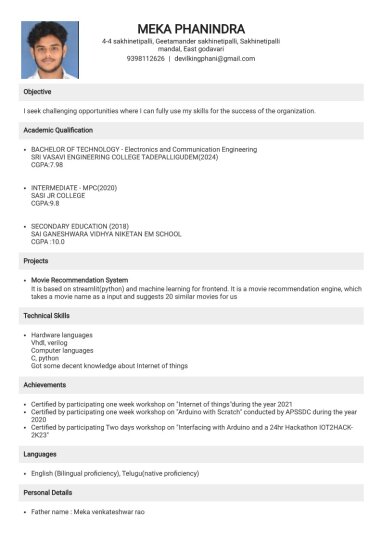 MEKA PHANINDRA
4-4 sakhinetipalli, Geetamander sakhinetipalli, Sakhinetipalli
mandal, East godavari
9398112626 | devilkingphani@gmail.com
Objective
I seek challenging opportunities where I can fully use my skills for the success of the organization.
Academic Qualification
• BACHELOR OF TECHNOLOGY - Electronics and Communication Engineering
SRI VASAVI ENGINEERING COLLEGE TADEPALLIGUDEM(2024)
CGPA:7.98
• INTERMEDIATE - MPC(2020)
SASI JR COLLEGE
CGPA:9.8
• SECONDARY EDUCATION (2018)
SAI GANESHWARA VIDHYA NIKETAN EM SCHOOL
CGPA :10.0
Projects
• Movie Recommendation System
It is based on streamlit(python) and machine learning for frontend. It is a movie recommendation engine, which
takes a movie name as a input and suggests 20 similar movies for us
Technical Skills
• Hardware languages
Vhdl, verilog
Computer languages
C, python
Got some decent knowledge about Internet of things
Achievements
• Certified by participating one week workshop on "Internet of things"during the year 2021
• Certified by participating one week workshop on "Arduino with Scratch" conducted by APSSDC during the year
2020
• Certified by participating Two days workshop on "Interfacing with Arduino and a 24hr Hackathon IOT2HACK-
2K23"
Languages
• English (Bilingual proficiency), Telugu(native proficiency)
Personal Details
• Father name : Meka venkateshwar rao